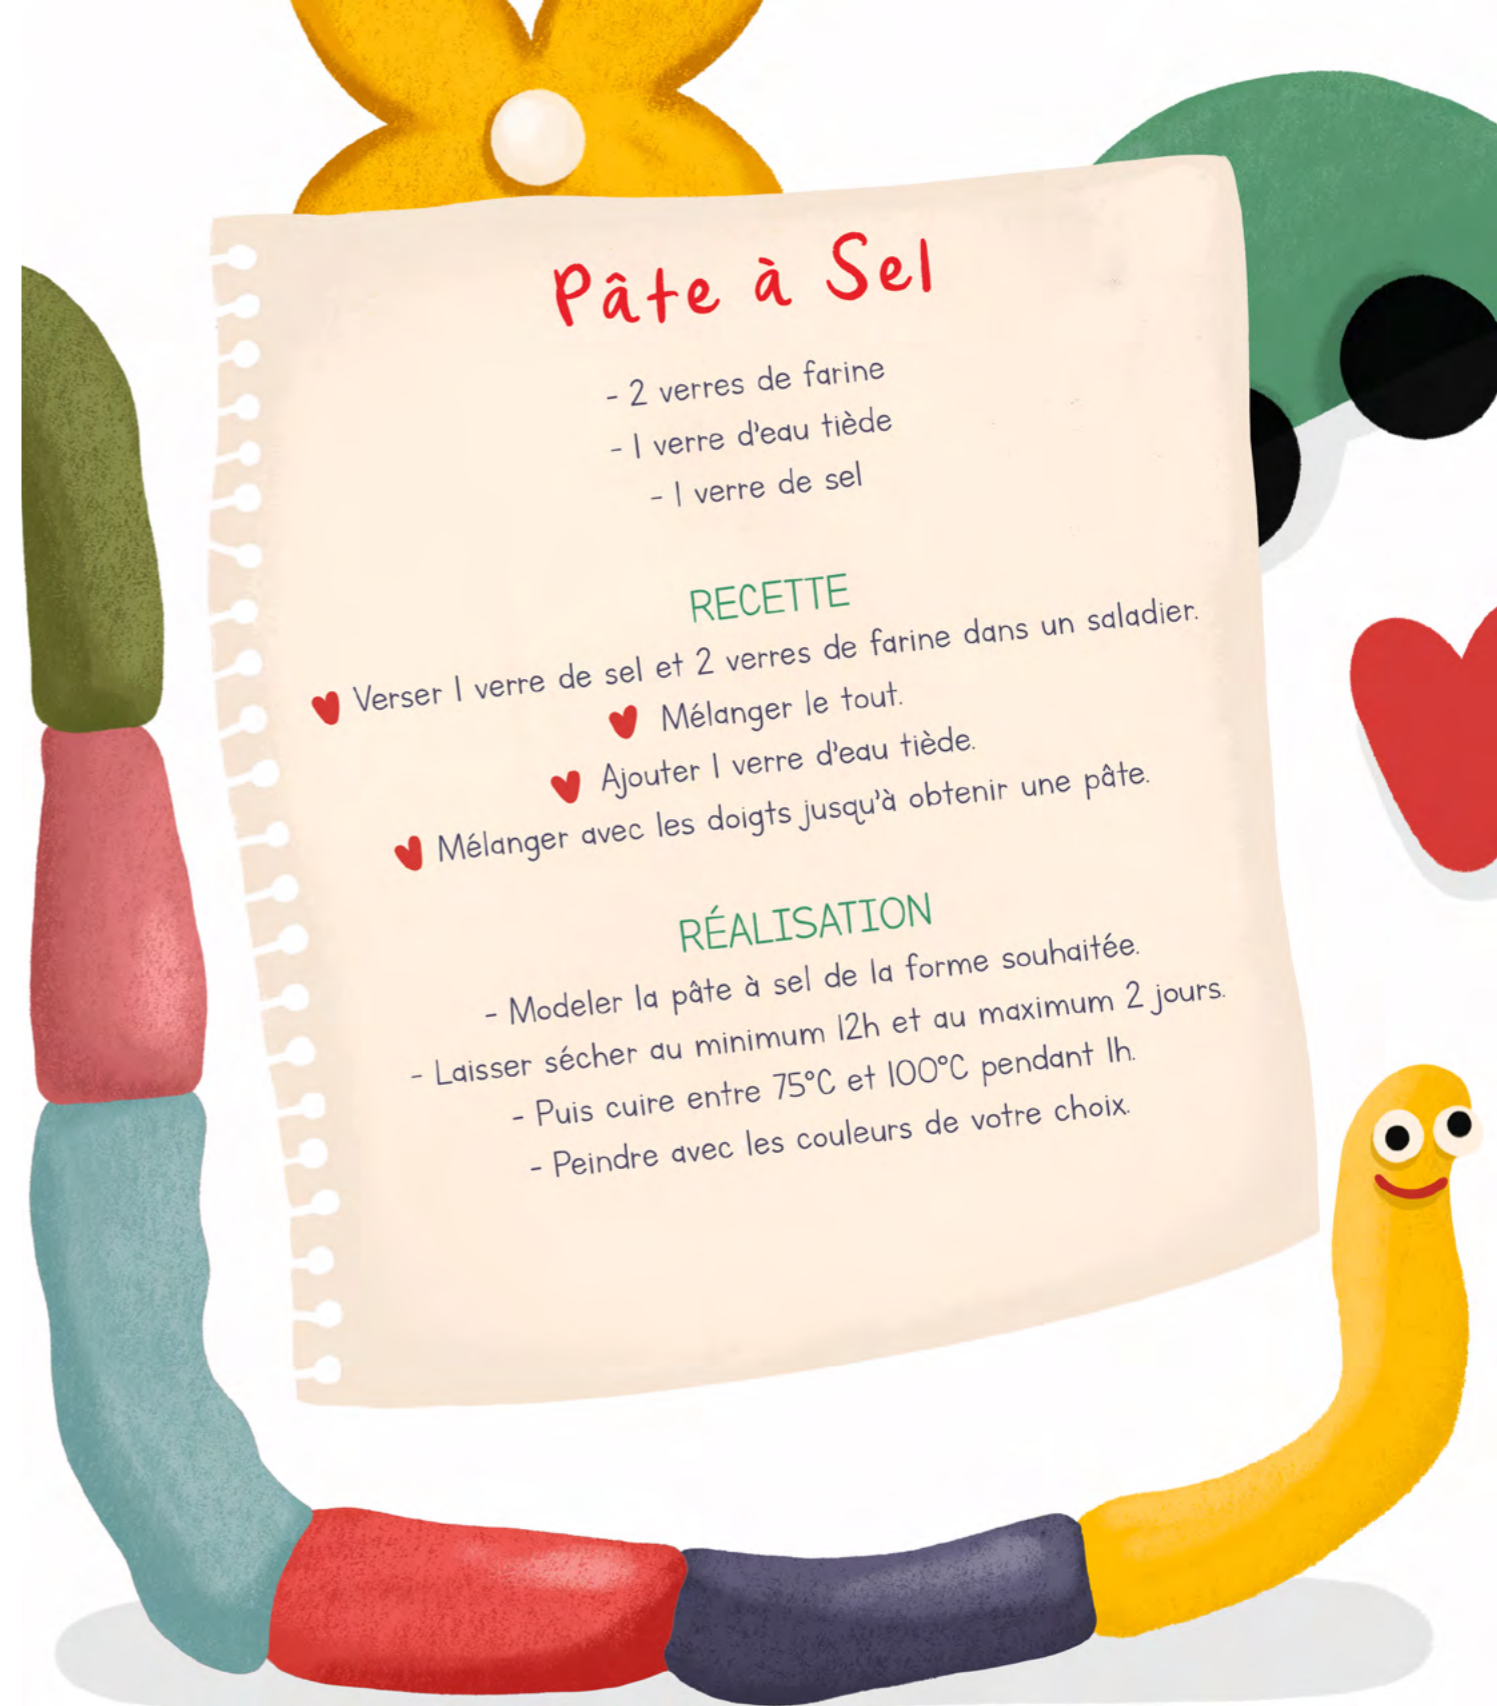 Pâte à Sel
- 2 verres de farine
- 1 verre d'eau tiède
- 1 verre de sel
RECETTE
Verser 1 verre de sel et 2 verres de farine dans un saladier.
Mélanger le tout.
Ajouter 1 verre d'eau tiède.
Mélanger avec les doigts jusqu'à obtenir une pâte.
RÉALISATION
- Modeler la pâte à sel de la forme souhaitée.
- Laisser sécher au minimum 12h et au maximum 2 jours.
- Puis cuire entre 75°C et 100°C pendant 1h.
- Peindre avec les couleurs de votre choix.